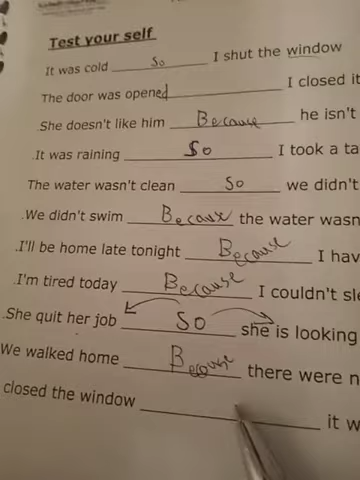 Test your self
It was cold so I shut the window
The door was opened I closed it
She doesn't like him Because he isn't
.It was raining so I took a ta
The water wasn't clean so we didn't
.We didn't swim Because the water wasn
.I'll be home late tonight Because I hav
.I'm tired today Because I couldn't sle
.She quit her job so she is looking
We walked home Because there were n
closed the window it w